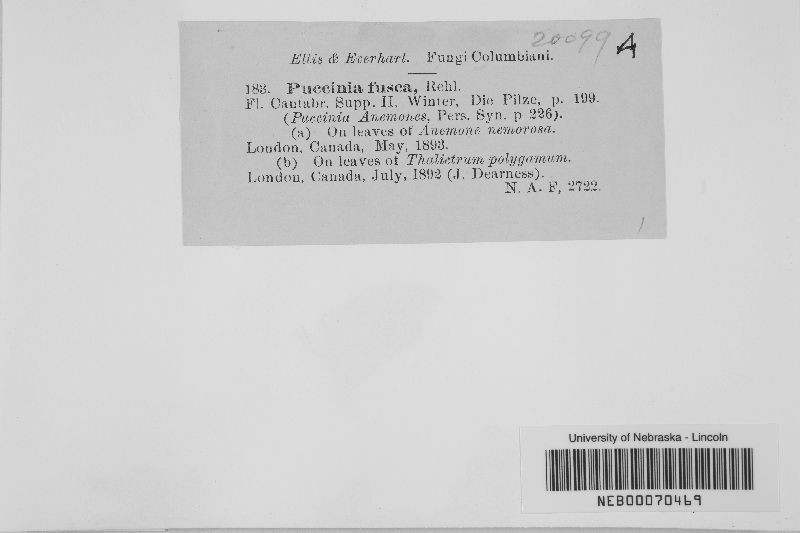 20099 A
Ellis & Everhart. Fungi Columbiani.
183. Puccinia fusca, Rehl.
Fl. Cantabr. Supp. II. Winter, Die Pilze, p. 199.
(Puccinia Anemones, Pers. Syn. p 226).
(a) On leaves of Anemone nemorosa.
London, Canada, May, 1893.
(b) On leaves of Thalictrum polygamum.
London, Canada, July, 1892 (J. Dearness).
N. A. F, 2722.
1
University of Nebraska - Lincoln
NEB00070469